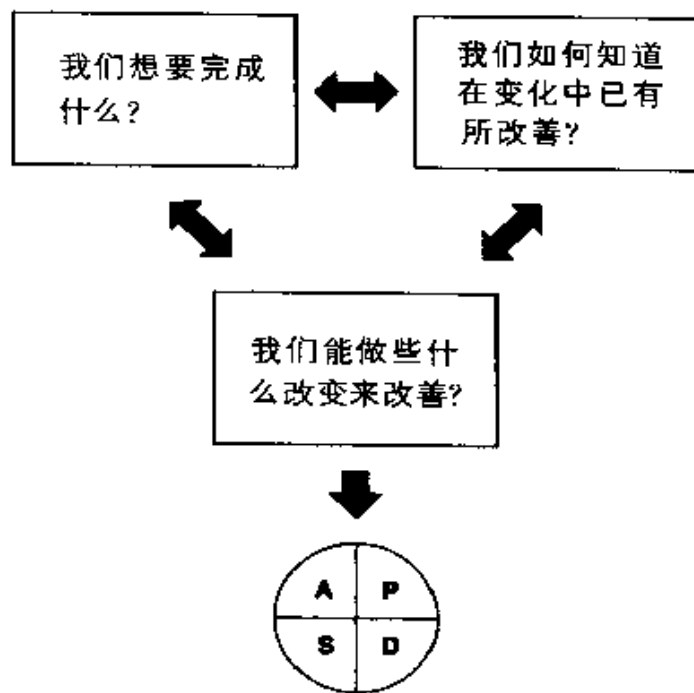 我们想要完成
什么?
我们如何知道
在变化中已有
所改善?
我们能做些什
么改变来改善?
A P
S D